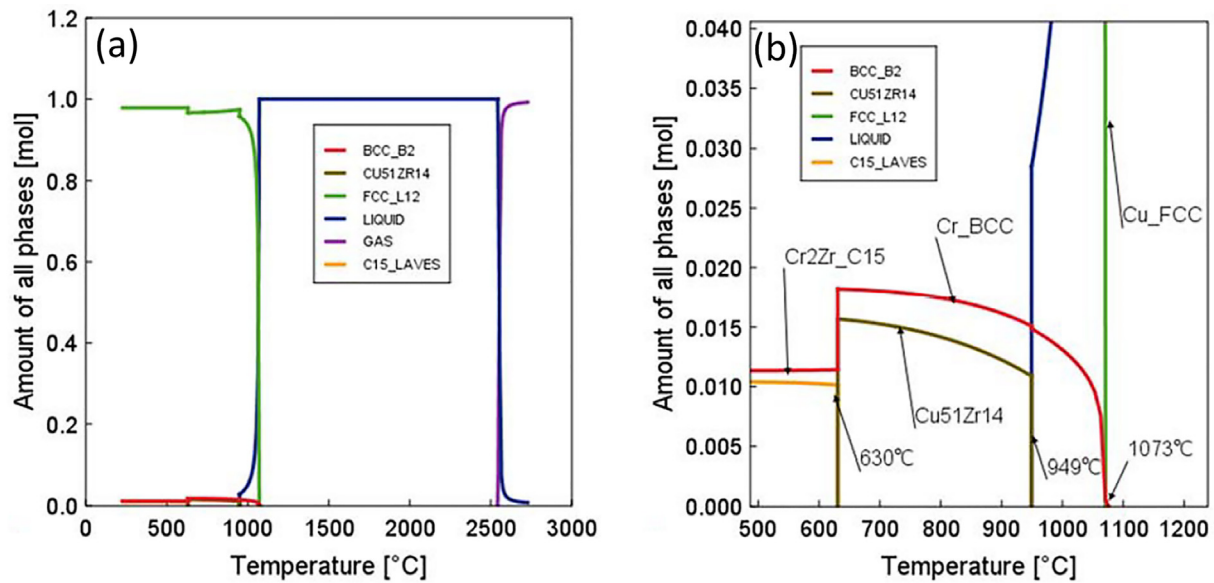 (a)
Amount of all phases [mol]
1.2
1.0
0.8
0.6
0.4
0.2
0.0
BCC_B2
CU51ZR14
FCC_L12
LIQUID
GAS
C15_LAVES
0 500 1000 1500 2000 2500 3000
Temperature [°C]
(b)
Amount of all phases [mol]
0.040
0.035
0.030
0.025
0.020
0.015
0.010
0.005
0.000
BCC_B2
CU51ZR14
FCC_L12
LIQUID
C15_LAVES
Cu_FCC
Cr_BCC
Cr2Zr_C15
Cu51Zr14
630℃
949℃
1073℃
500 600 700 800 900 1000 1100 1200
Temperature [°C]